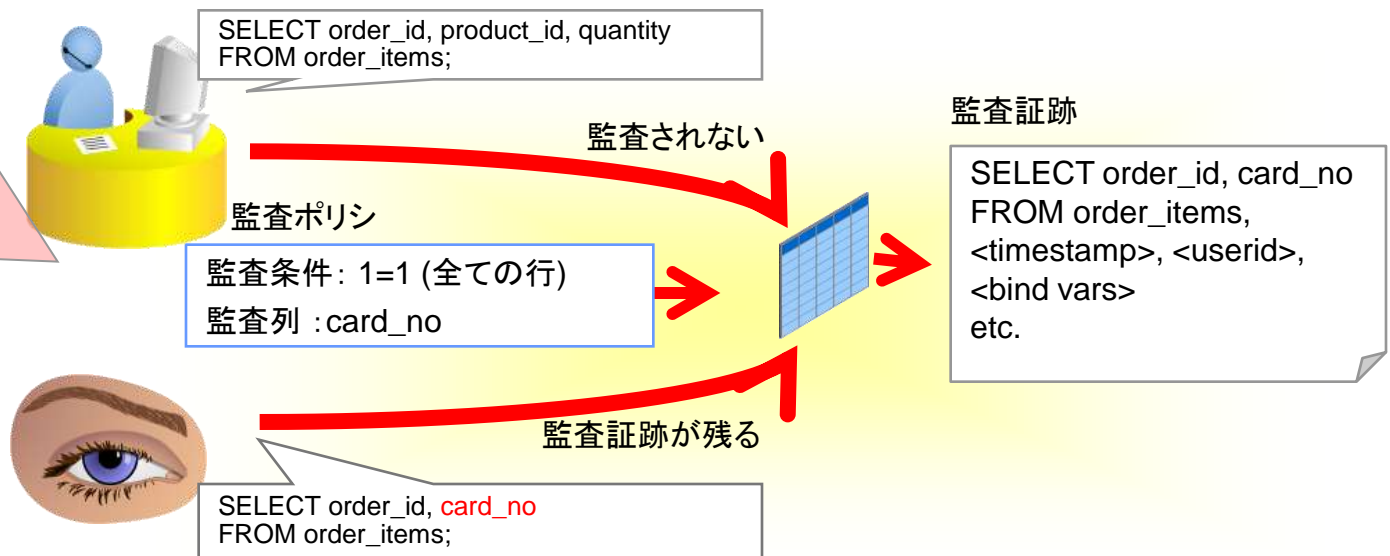 SELECT order_id, product_id, quantity
FROM order_items;
監査されない
監査証跡
SELECT order_id, card_no
FROM order_items,
<timestamp>, <userid>,
<bind vars>
etc.
監査ポリシ
監査条件: 1=1 (全ての行)
監査列 :card_no
監査証跡が残る
SELECT order_id, card_no
FROM order_items;